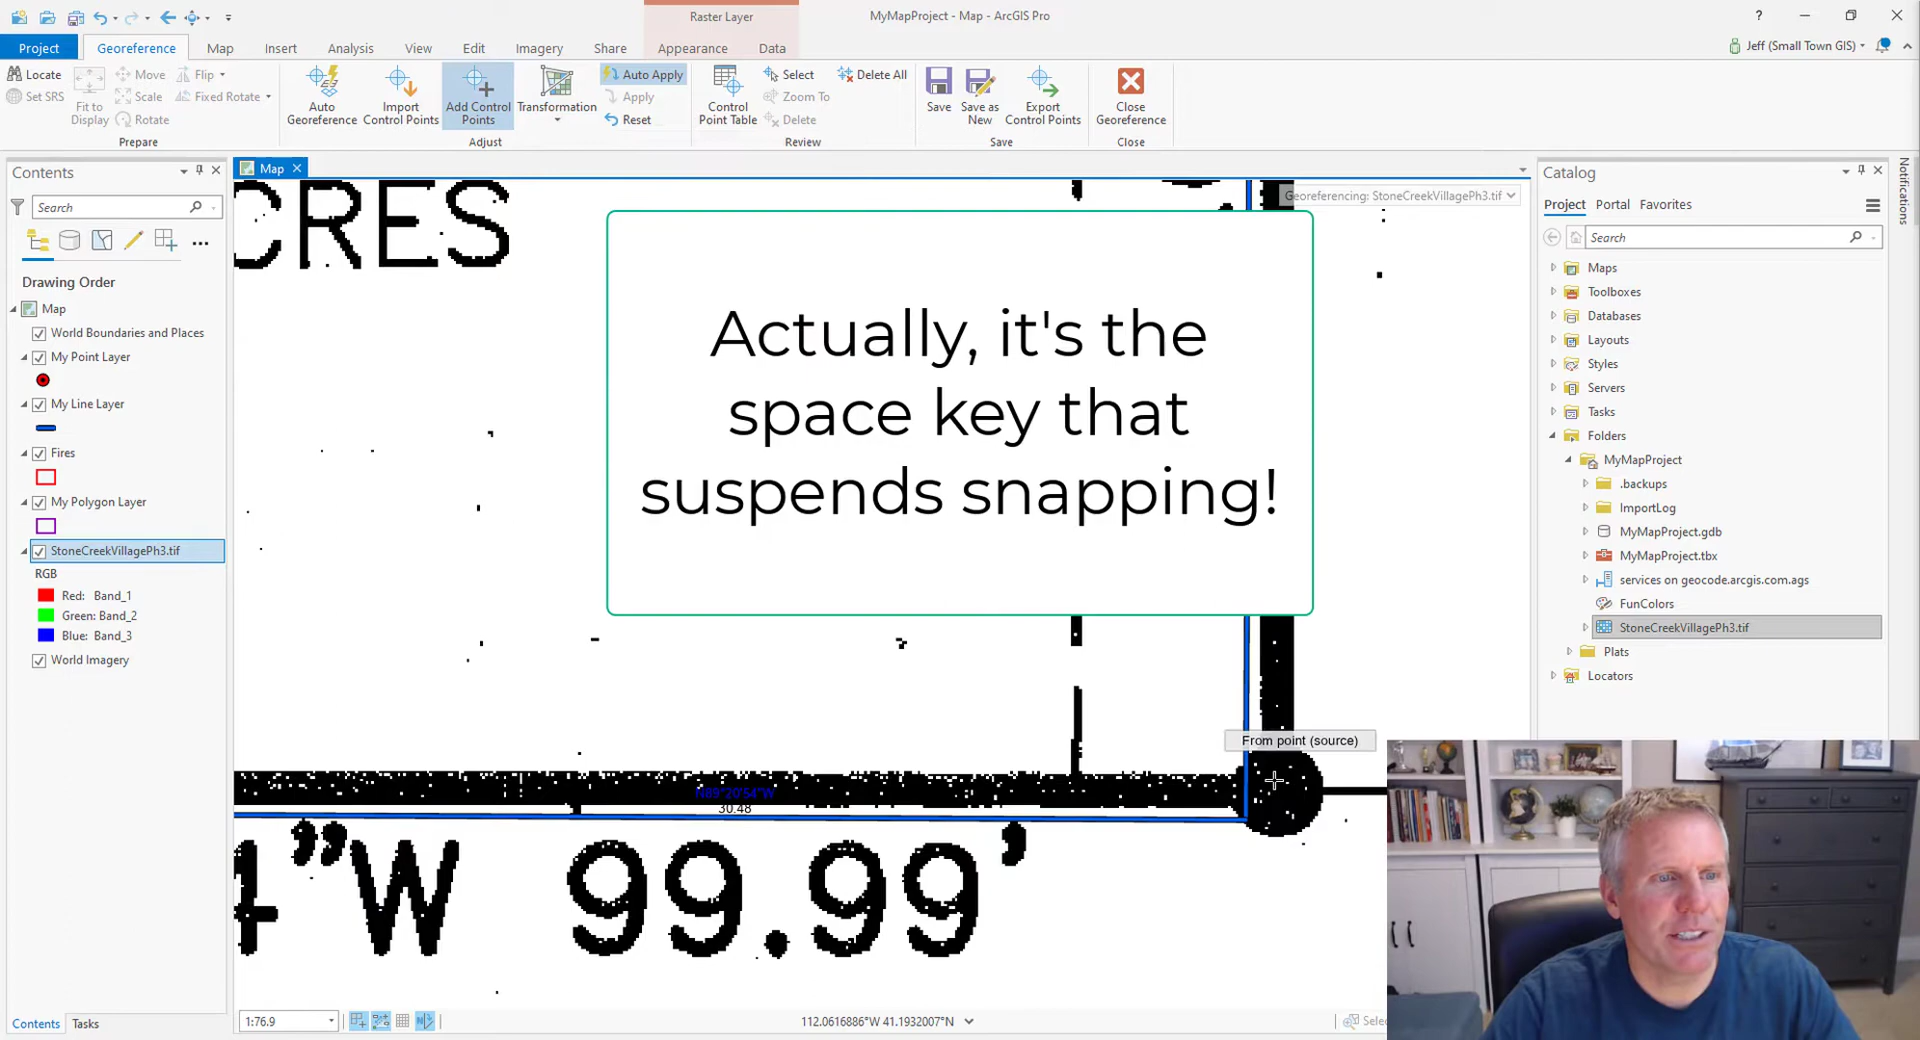 Raster Layer
MyMapProject - Map - ArcGIS Pro
?
Project
Georeference
Map
Insert
Analysis
View
Edit
Imagery
Share
Appearance
Data
Jeff (Small Town GIS)
Locate
Set SRS
Fit to
Display
Move
Scale
Rotate
Flip
Fixed Rotate
Prepare
Auto
Georeference
Import
Control Points
Add Control
Points
Transformation
Auto Apply
Apply
Reset
Adjust
Control
Point Table
Select
Zoom To
Delete
Delete All
Review
Save
Save as
New
Export
Control Points
Save
Close
Georeference
Close
Contents
Search
Drawing Order
Map
World Boundaries and Places
My Point Layer
My Line Layer
Fires
My Polygon Layer
StoneCreekVillagePh3.tif
RGB
Red: Band_1
Green: Band_2
Blue: Band_3
World Imagery
Contents
Tasks
Map
CRES
Georeferencing: StoneCreekVillagePh3.tif
Actually, it's the
space key that
suspends snapping!
From point (source)
N89°20'54"W
30.48
4"W 99.99'
1:76.9
112.0616886°W 41.1932007°N
Selec
Catalog
Project
Portal
Favorites
Search
Maps
Toolboxes
Databases
Layouts
Styles
Servers
Tasks
Folders
MyMapProject
.backups
ImportLog
MyMapProject.gdb
MyMapProject.tbx
services on geocode.arcgis.com.ags
FunColors
StoneCreekVillagePh3.tif
Plats
Locators
Notifications